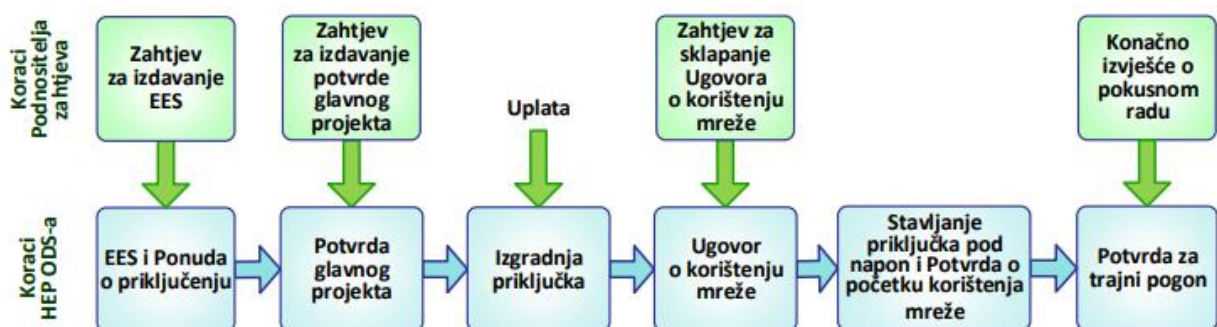 Koraci
Podnositelja
zahtjeva
Zahtjev
za izdavanje
EES
Zahtjev
za izdavanje
potvrde
glavnog
projekta
Uplata
Zahtjev za
sklapanje
Ugovora
o korištenju
mreže
Konačno
izvješće o
pokusnom
radu
Koraci
HEP ODS-a
EES i Ponuda
o priključenju
Potvrda
glavnog
projekta
Izgradnja
priključka
Ugovor
o korištenju
mreže
Stavljanje
priključka pod
napon i Potvrda o
početku korištenja
mreže
Potvrda za
trajni pogon